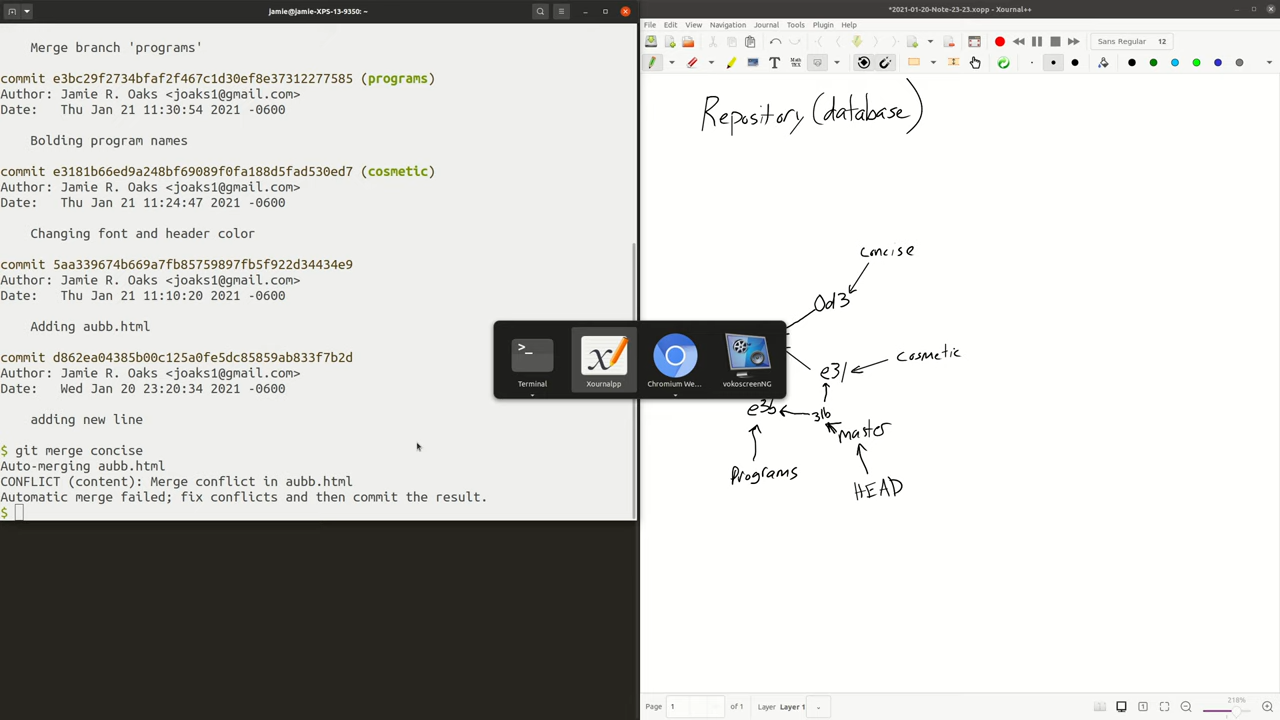 jamie@jamie-XPS-13-9350: ~
Merge branch 'programs'
commit e3bc29f2734bfaf2f467c1d30ef8e37312277585 (programs)
Author: Jamie R. Oaks <joaks1@gmail.com>
Date:   Thu Jan 21 11:30:54 2021 -0600
Bolding program names
commit e3181b66ed9a248bf69089f0fa188d5fad530ed7 (cosmetic)
Author: Jamie R. Oaks <joaks1@gmail.com>
Date:   Thu Jan 21 11:24:47 2021 -0600
Changing font and header color
commit 5aa339674b669a7fb85759897fb5f922d34434e9
Author: Jamie R. Oaks <joaks1@gmail.com>
Date:   Thu Jan 21 11:10:20 2021 -0600
Adding aubb.html
commit d862ea04385b00c125a0fe5dc85859ab833f7b2d
Author: Jamie R. Oaks <joaks1@gmail.com>
Date:   Wed Jan 20 23:20:34 2021 -0600
adding new line
$ git merge concise
Auto-merging aubb.html
CONFLICT (content): Merge conflict in aubb.html
Automatic merge failed; fix conflicts and then commit the result.
$
Terminal
Xournalpp
Chromium We...
vokoscreenNG
*2021-01-20-Note-23-23.xopp - Xournal++
File Edit View Navigation Journal Tools Plugin Help
Sans Regular 12
Repository (database)
concise
0d3
e31
cosmetic
e3b
31b
master
Programs
HEAD
Page 1 of 1 Layer Layer 1
218%